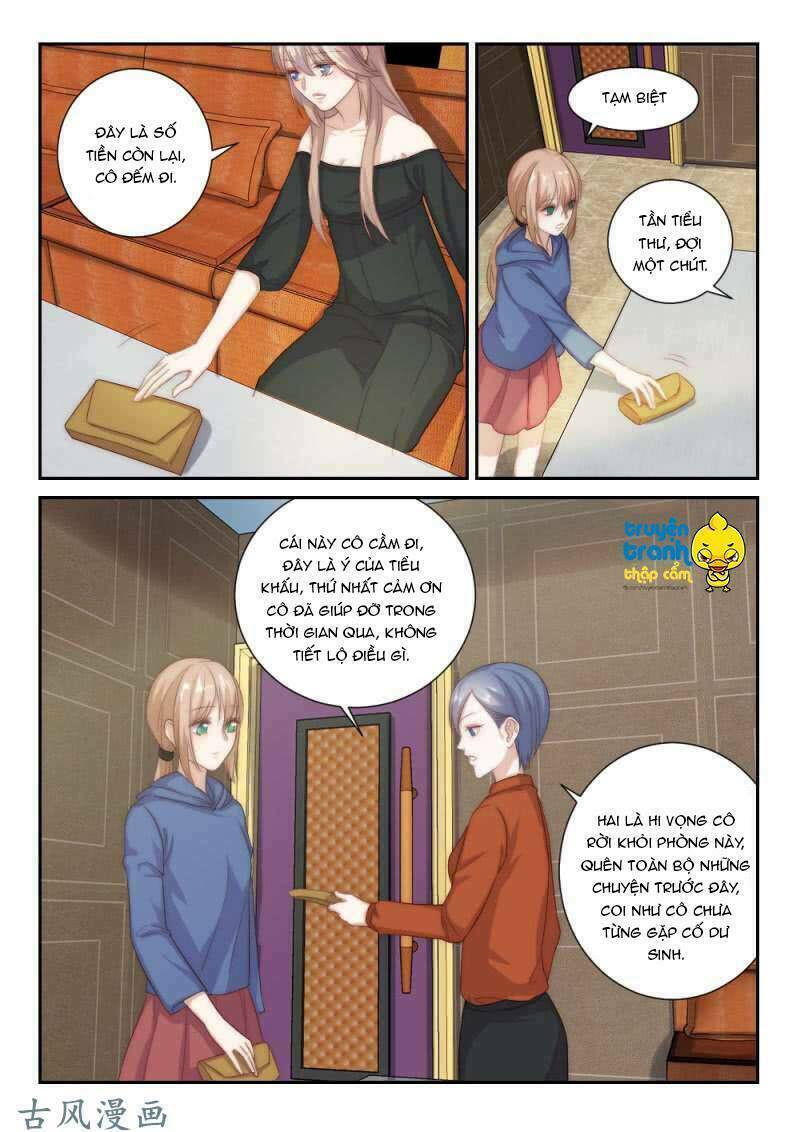 ĐÂY LÀ SỐ
TIỀN CÒN LẠI,
CÔ ĐẾM ĐI.
TẠM BIỆT
TẦN TIỂU
THƯ, ĐỢI
MỘT CHÚT.
CÁI NÀY CÔ CẦM ĐI,
ĐÂY LÀ Ý CỦA TIỂU
KHẤU, THỨ NHẤT CẢM ƠN
CÔ ĐÃ GIÚP ĐỠ TRONG
THỜI GIAN QUA, KHÔNG
TIẾT LỘ ĐIỀU GÌ.
truyện
tranh
thập cẩm
HAI LÀ HI VỌNG CÔ
RỜI KHỎI PHÒNG NÀY,
QUÊN TOÀN BỘ NHỮNG
CHUYỆN TRƯỚC ĐÂY,
COI NHƯ CÔ CHƯA
TỪNG GẶP CỐ DƯ
SINH.
古风漫画